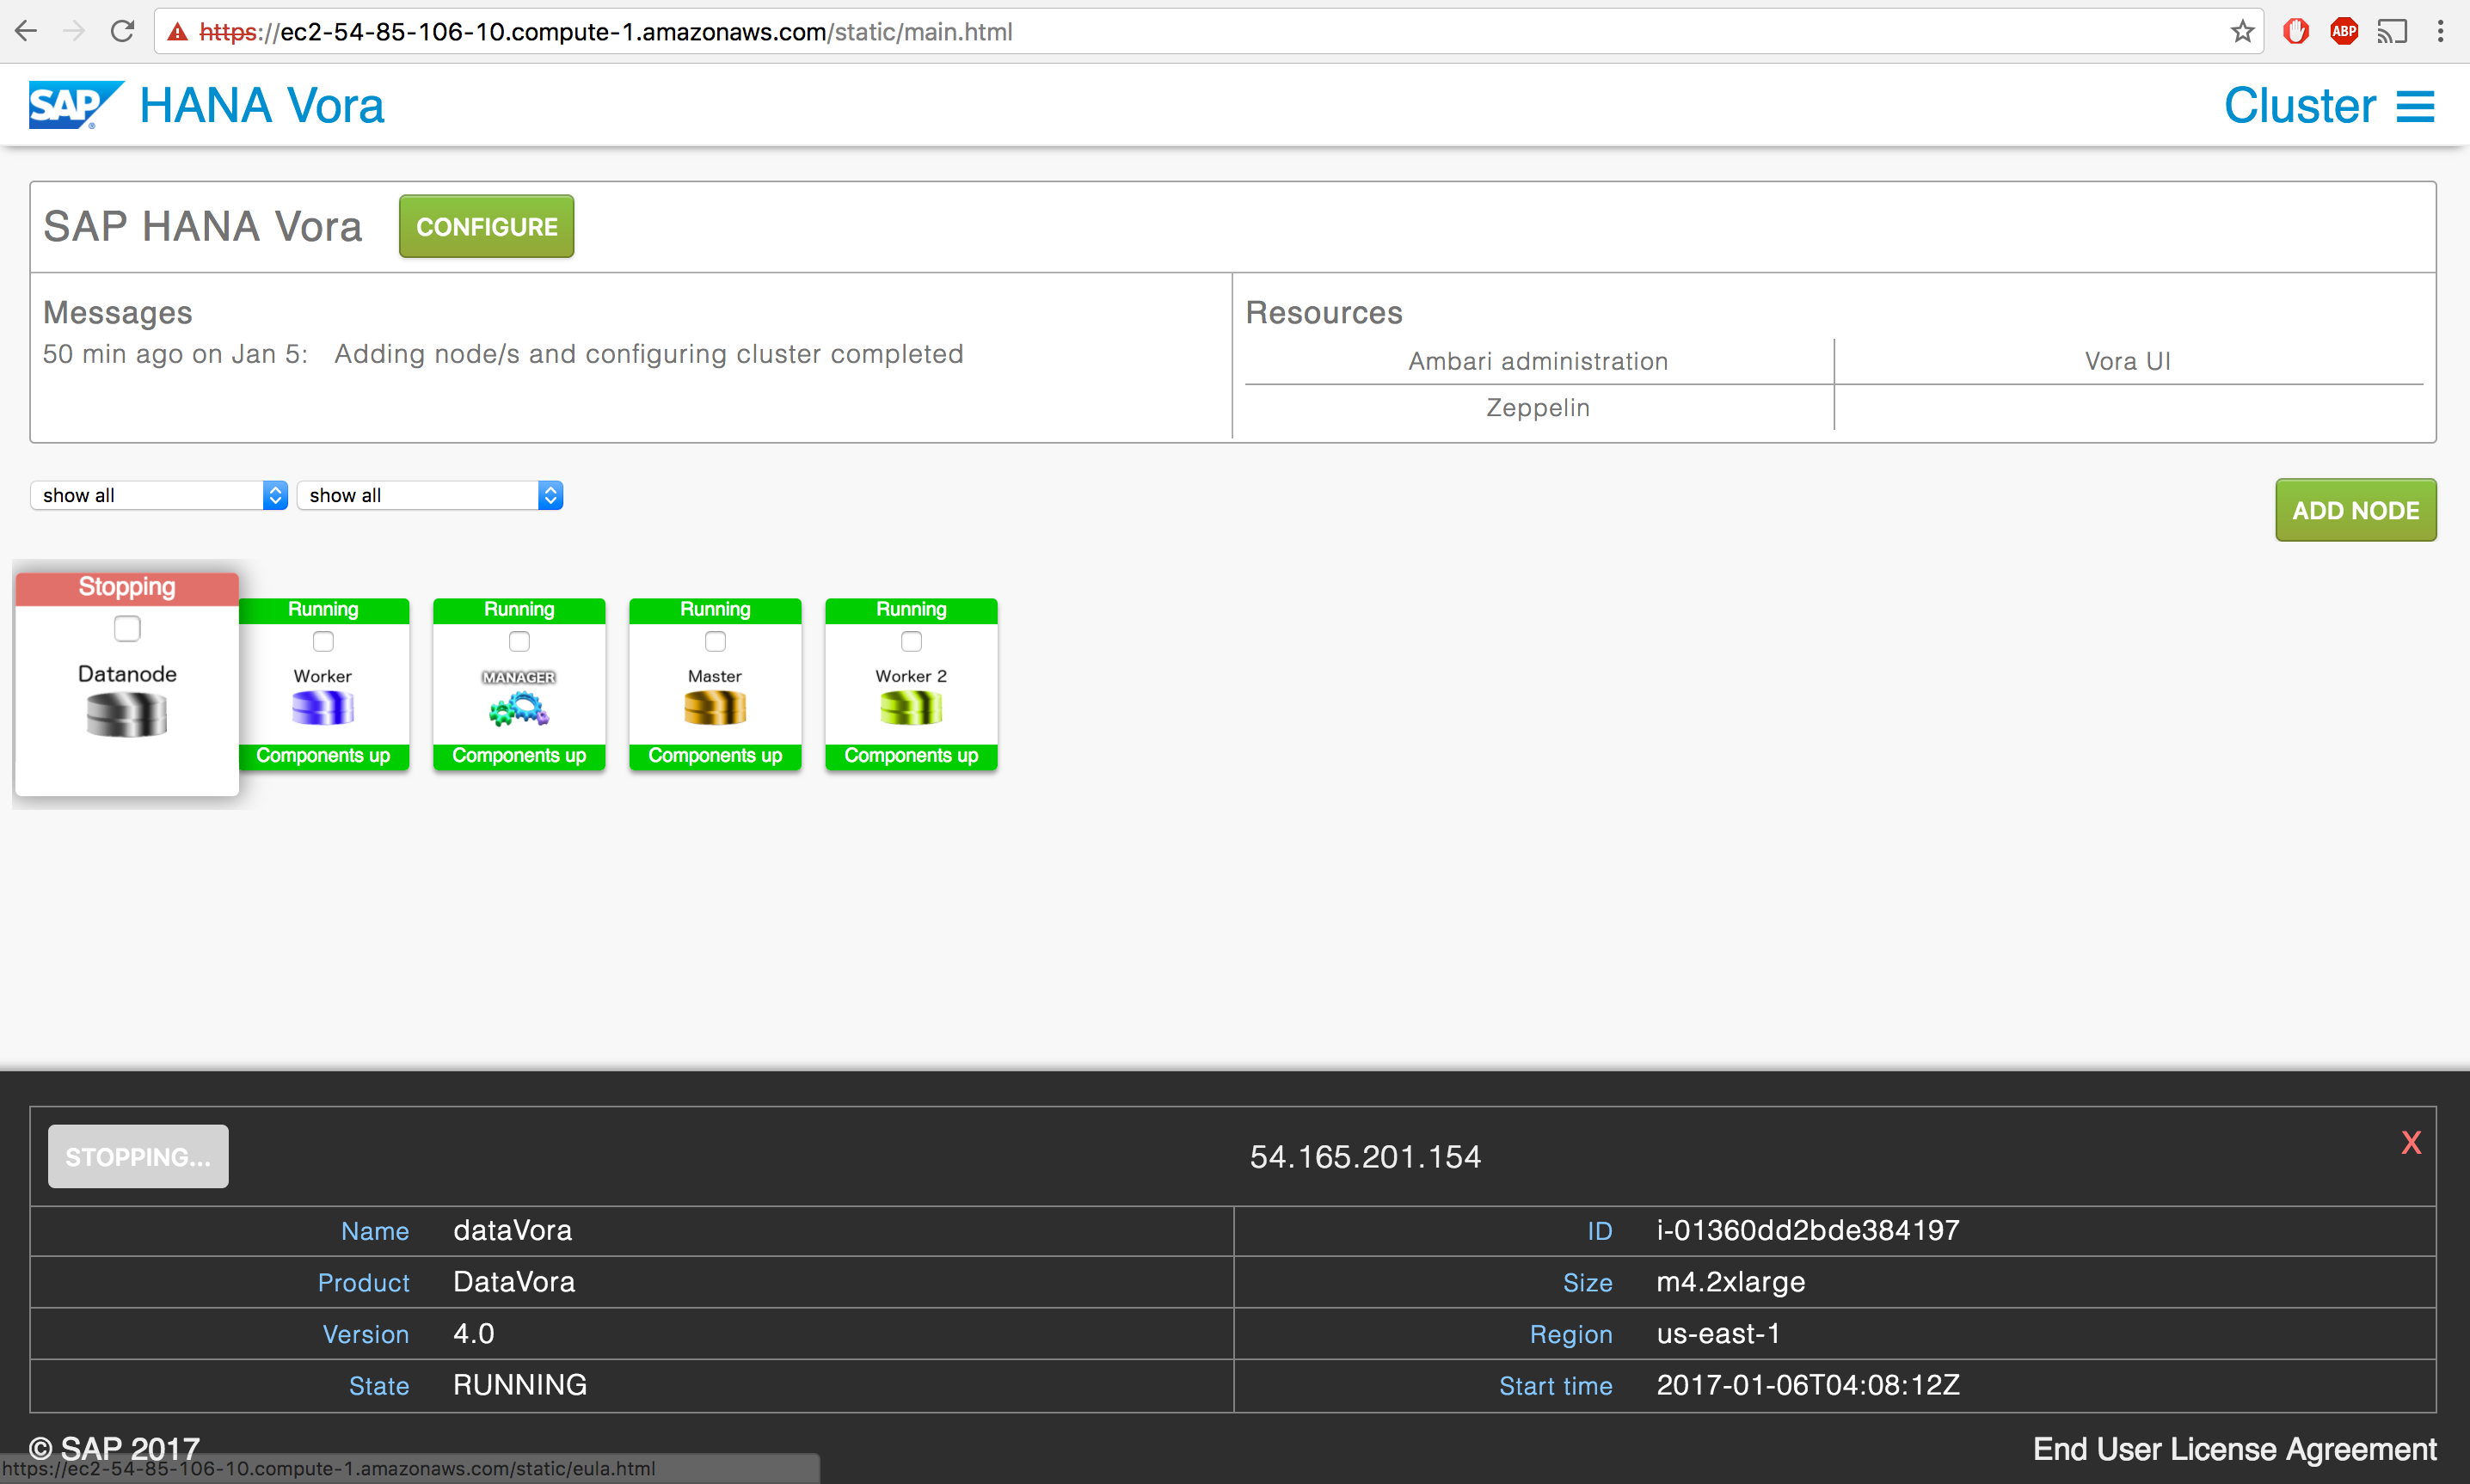 https://ec2-54-85-106-10.compute-1.amazonaws.com/static/main.html
ABP
SAP® HANA Vora
Cluster
SAP HANA Vora CONFIGURE
Messages
50 min ago on Jan 5: Adding node/s and configuring cluster completed
Resources
Ambari administration Vora UI
Zeppelin
show all show all
ADD NODE
Stopping
Datanode
Running
Worker
Components up
Running
MANAGER
Components up
Running
Master
Components up
Running
Worker 2
Components up
STOPPING... 54.165.201.154 X
Name dataVora ID i-01360dd2bde384197
Product DataVora Size m4.2xlarge
Version 4.0 Region us-east-1
State RUNNING Start time 2017-01-06T04:08:12Z
© SAP 2017 End User License Agreement
https://ec2-54-85-106-10.compute-1.amazonaws.com/static/eula.html